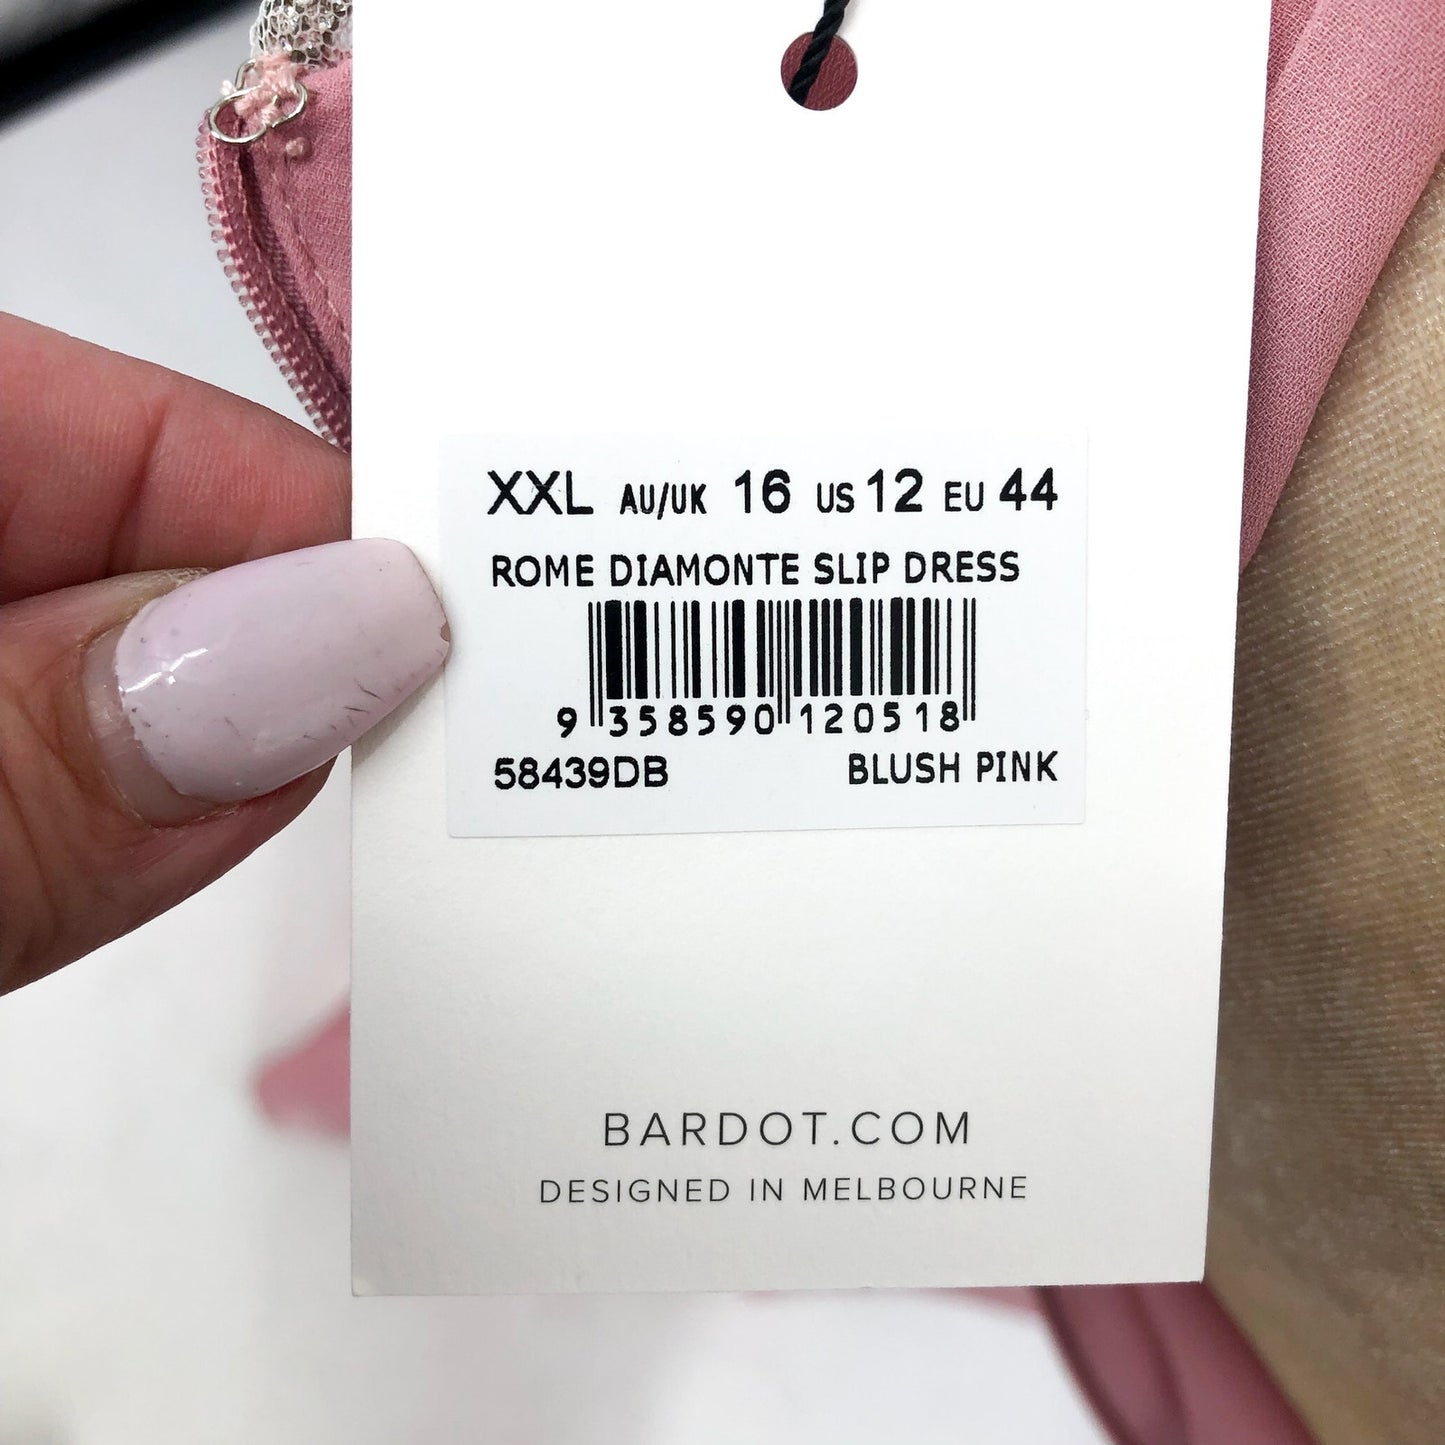 XXL AU/UK 16 US 12 EU 44
ROME DIAMONTE SLIP DRESS
9 358590 120518
58439DB BLUSH PINK
BARDOT.COM
DESIGNED IN MELBOURNE